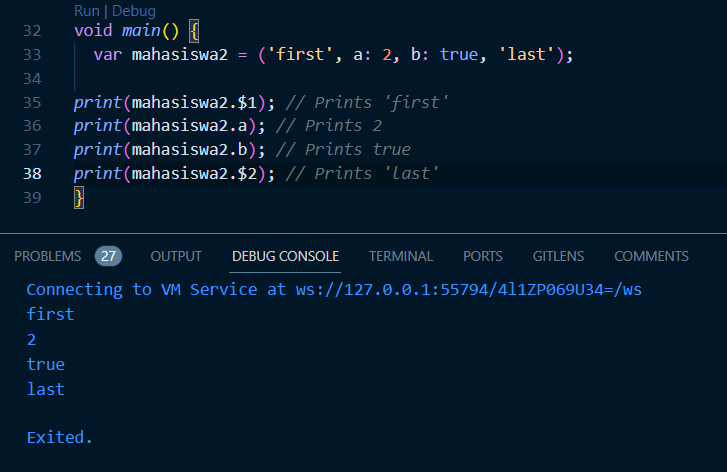 Run | Debug
32 void main() {
33 var mahasiswa2 = ('first', a: 2, b: true, 'last');
34
35 print(mahasiswa2.$1); // Prints 'first'
36 print(mahasiswa2.a); // Prints 2
37 print(mahasiswa2.b); // Prints true
38 print(mahasiswa2.$2); // Prints 'last'
39 }
PROBLEMS 27 OUTPUT DEBUG CONSOLE TERMINAL PORTS GITLENS COMMENTS
Connecting to VM Service at ws://127.0.0.1:55794/4l1ZP069U34=/ws
first
2
true
last
Exited.